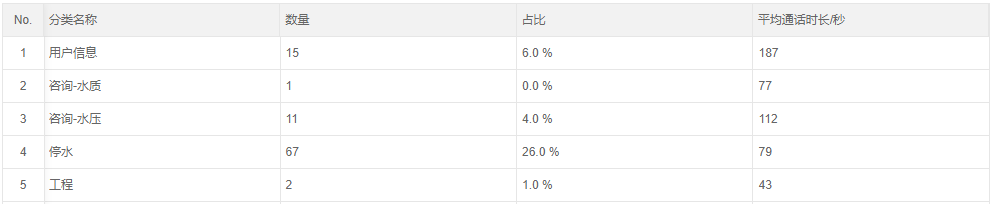 No. 分类名称 数量 占比 平均通话时长/秒
1 用户信息 15 6.0 % 187
2 咨询-水质 1 0.0 % 77
3 咨询-水压 11 4.0 % 112
4 停水 67 26.0 % 79
5 工程 2 1.0 % 43